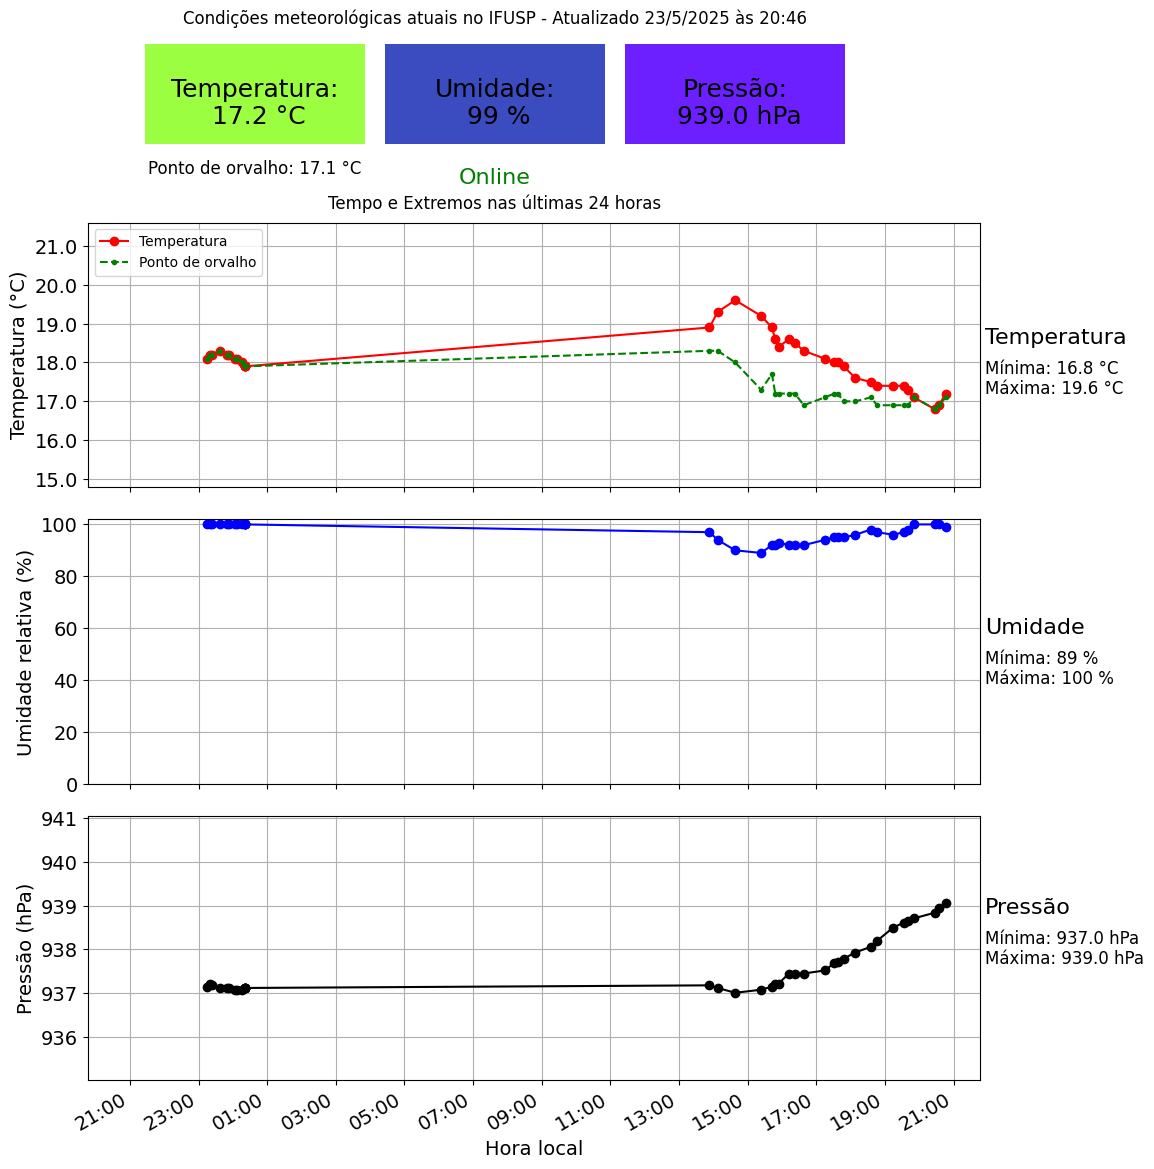 Condições meteorológicas atuais no IFUSP - Atualizado 23/5/2025 às 20:46
Temperatura:
17.2 °C
Umidade:
99 %
Pressão:
939.0 hPa
Ponto de orvalho: 17.1 °C
Online
Tempo e Extremos nas últimas 24 horas
Temperatura (°C)
21.0
20.0
19.0
18.0
17.0
16.0
15.0
Temperatura
Ponto de orvalho
Temperatura
Mínima: 16.8 °C
Máxima: 19.6 °C
Umidade relativa (%)
100
80
60
40
20
0
Umidade
Mínima: 89 %
Máxima: 100 %
Pressão (hPa)
941
940
939
938
937
936
Pressão
Mínima: 937.0 hPa
Máxima: 939.0 hPa
21:00 23:00 01:00 03:00 05:00 07:00 09:00 11:00 13:00 15:00 17:00 19:00 21:00
Hora local